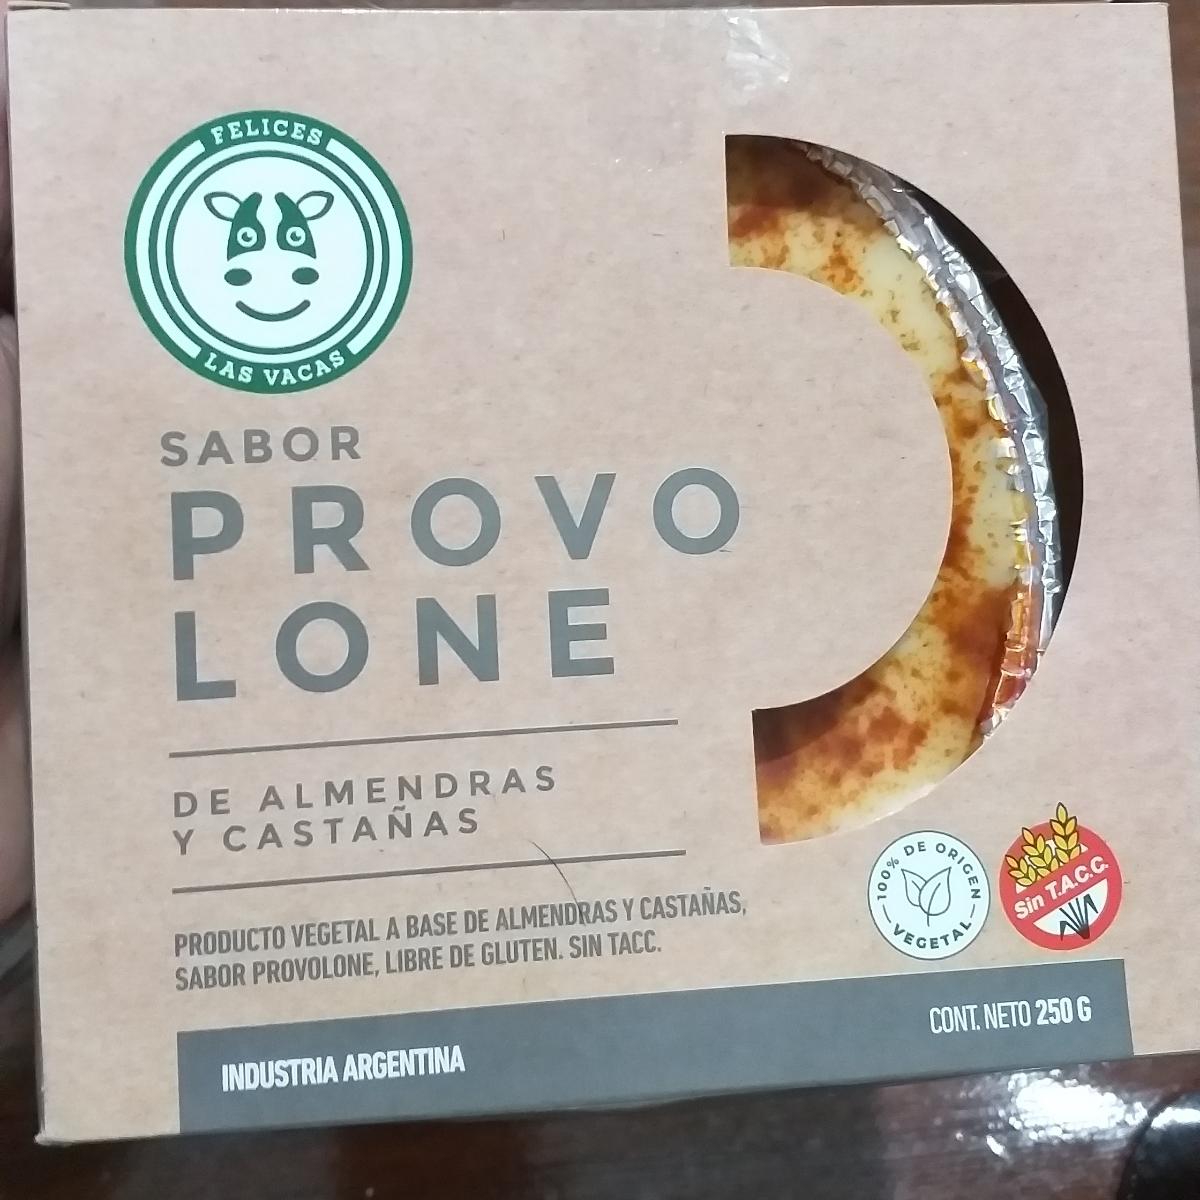 FELICES
LAS VACAS
SABOR
PROVO
LONE
DE ALMENDRAS
Y CASTAÑAS
PRODUCTO VEGETAL A BASE DE ALMENDRAS Y CASTAÑAS,
SABOR PROVOLONE, LIBRE DE GLUTEN. SIN TACC.
100% DE ORIGEN
VEGETAL
Sin T.A.C.C.
INDUSTRIA ARGENTINA
CONT. NETO 250 G